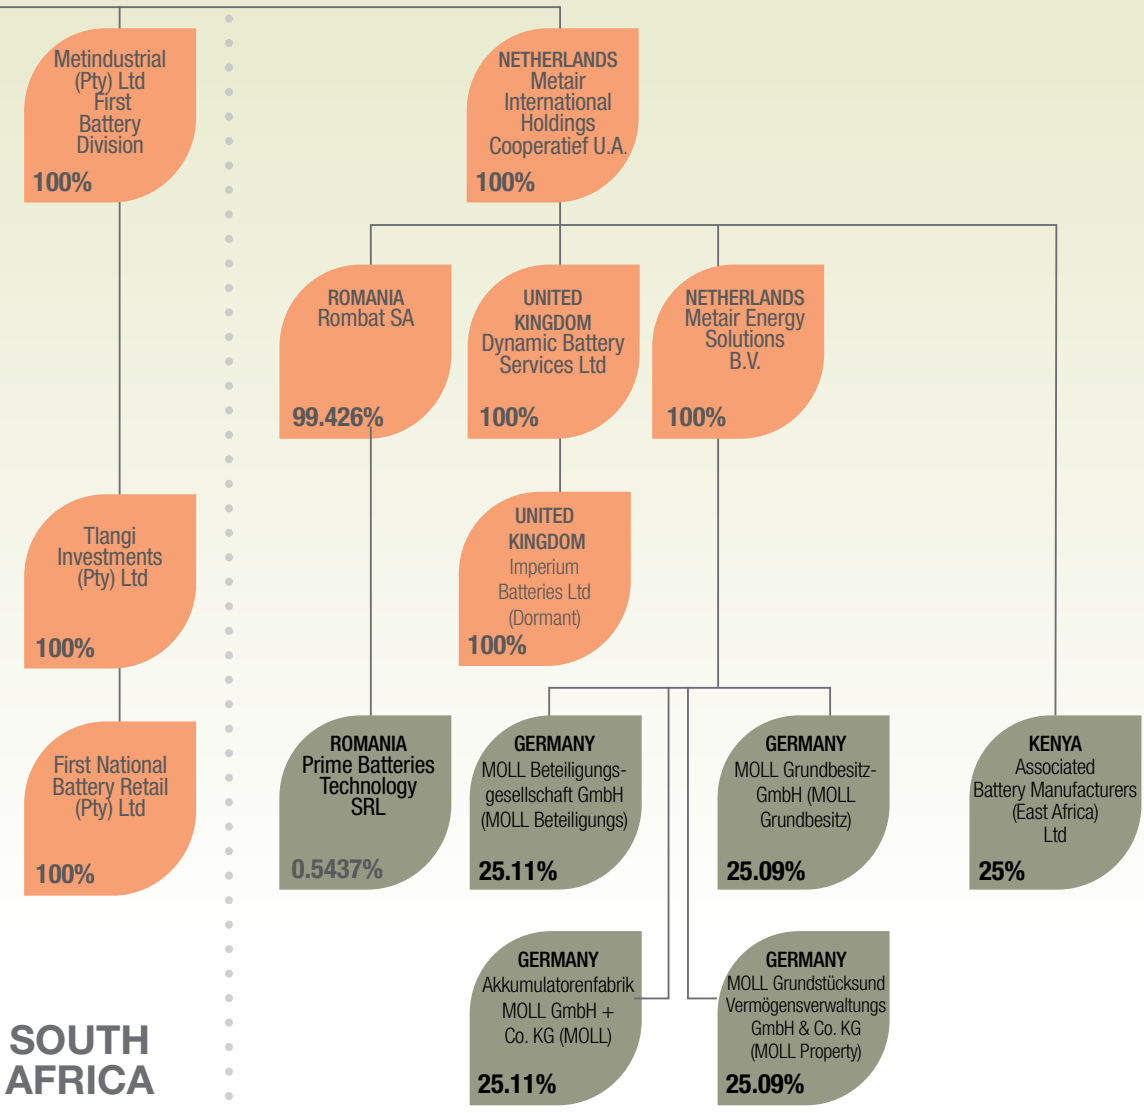 Metindustrial
(Pty) Ltd
First
Battery
Division
100%
NETHERLANDS
Metair
International
Holdings
Cooperatief U.A.
100%
ROMANIA
Rombat SA
99.426%
UNITED
KINGDOM
Dynamic Battery
Services Ltd
100%
NETHERLANDS
Metair Energy
Solutions
B.V.
100%
Tlangi
Investments
(Pty) Ltd
100%
UNITED
KINGDOM
Imperium
Batteries Ltd
(Dormant)
100%
First National
Battery Retail
(Pty) Ltd
100%
ROMANIA
Prime Batteries
Technology
SRL
0.5437%
GERMANY
MOLL Beteiligungs-
gesellschaft GmbH
(MOLL Beteiligungs)
25.11%
GERMANY
MOLL Grundbesitz-
GmbH (MOLL
Grundbesitz)
25.09%
KENYA
Associated
Battery Manufacturers
(East Africa)
Ltd
25%
GERMANY
Akkumulatorenfabrik
MOLL GmbH +
Co. KG (MOLL)
25.11%
GERMANY
MOLL Grundstücksund
Vermögensverwaltungs
GmbH & Co. KG
(MOLL Property)
25.09%
SOUTH
AFRICA